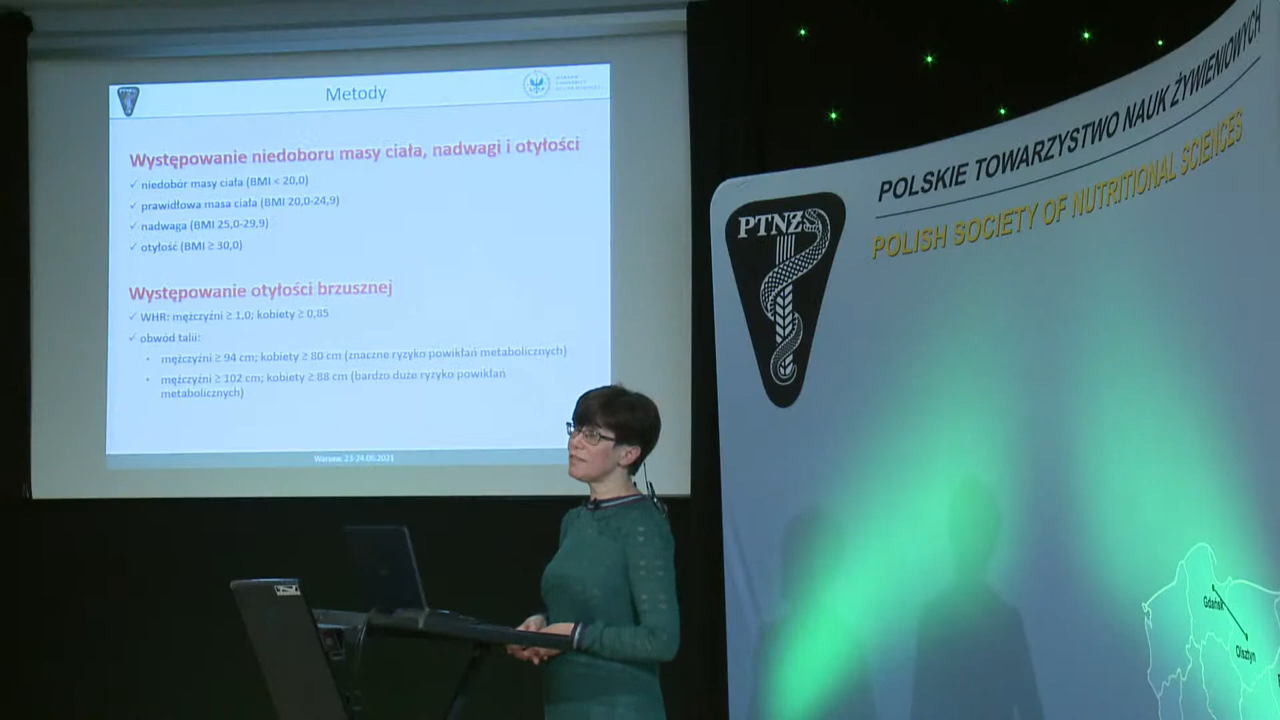 Metody
WARSAW
UNIVERSITY
Występowanie niedoboru masy ciała, nadwagi i otyłości
✓ niedobór masy ciała (BMI < 20,0)
✓ prawidłowa masa ciała (BMI 20,0-24,9)
✓ nadwaga (BMI 25,0-29,9)
✓ otyłość (BMI ≥ 30,0)
Występowanie otyłości brzusznej
✓ WHR: mężczyźni ≥ 1,0; kobiety ≥ 0,85
✓ obwód talii:
• mężczyźni ≥ 94 cm; kobiety ≥ 80 cm (znaczne ryzyko powikłań metabolicznych)
• mężczyźni ≥ 102 cm; kobiety ≥ 88 cm (bardzo duże ryzyko powikłań
metabolicznych)
Warsaw, 23-24.06.2021
POLSKIE TOWARZYSTWO NAUK ŻYWIENIOWYCH
POLISH SOCIETY OF NUTRITIONAL SCIENCES
PTNŻ
Gdańsk
Olsztyn